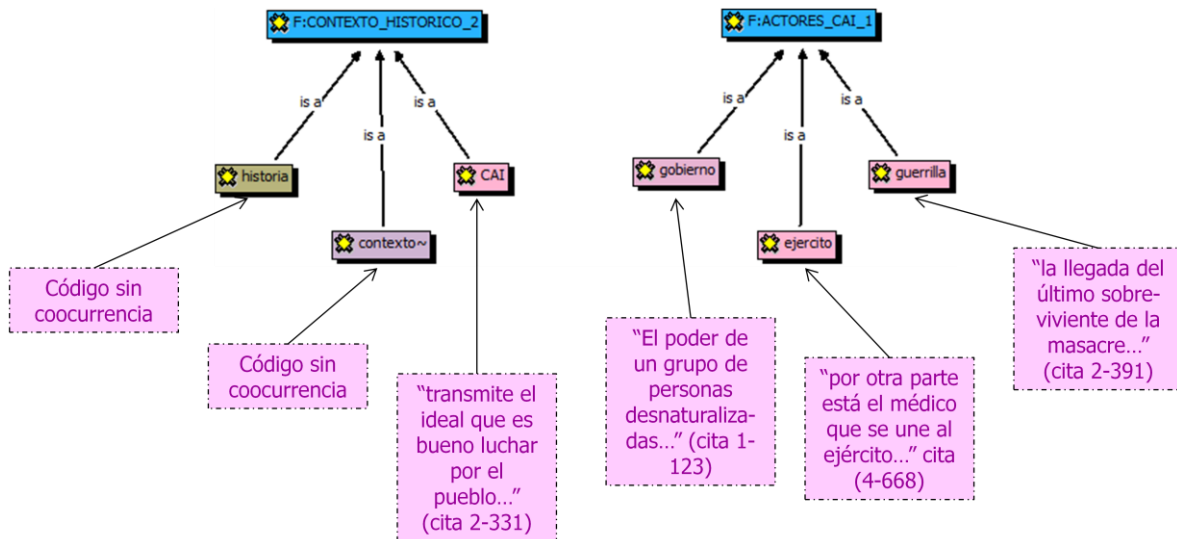 F:CONTEXTO_HISTORICO_2
is a
is a
is a
historia
CAI
contexto~
Código sin
coocurrencia
Código sin
coocurrencia
“transmite el
ideal que es
bueno luchar
por el
pueblo…”
(cita 2-331)
F:ACTORES_CAI_1
is a
is a
is a
gobierno
guerrilla
ejercito
“El poder de
un grupo de
personas
desnaturaliza-
das…” (cita 1-
123)
“por otra parte
está el médico
que se une al
ejército…” cita
(4-668)
“la llegada del
último sobre-
viviente de la
masacre…”
(cita 2-391)